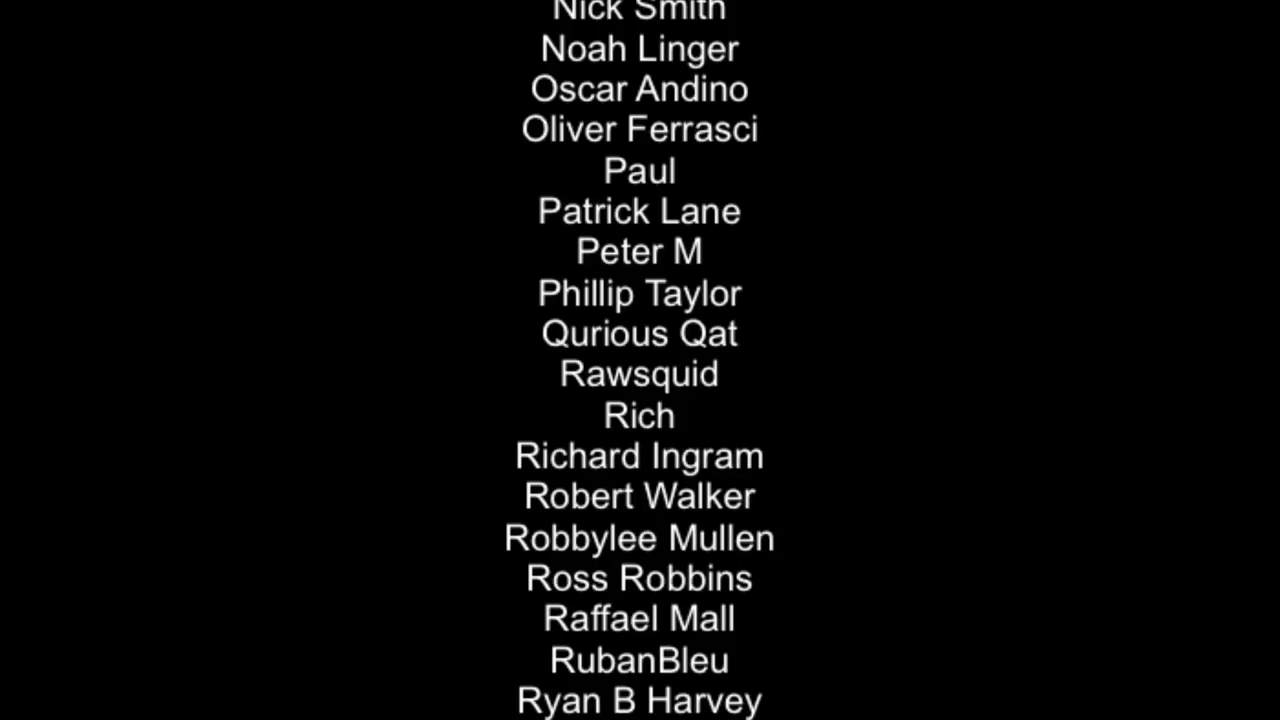 Nick Smith
Noah Linger
Oscar Andino
Oliver Ferrasci
Paul
Patrick Lane
Peter M
Phillip Taylor
Qurious Qat
Rawsquid
Rich
Richard Ingram
Robert Walker
Robbylee Mullen
Ross Robbins
Raffael Mall
RubanBleu
Ryan B Harvey